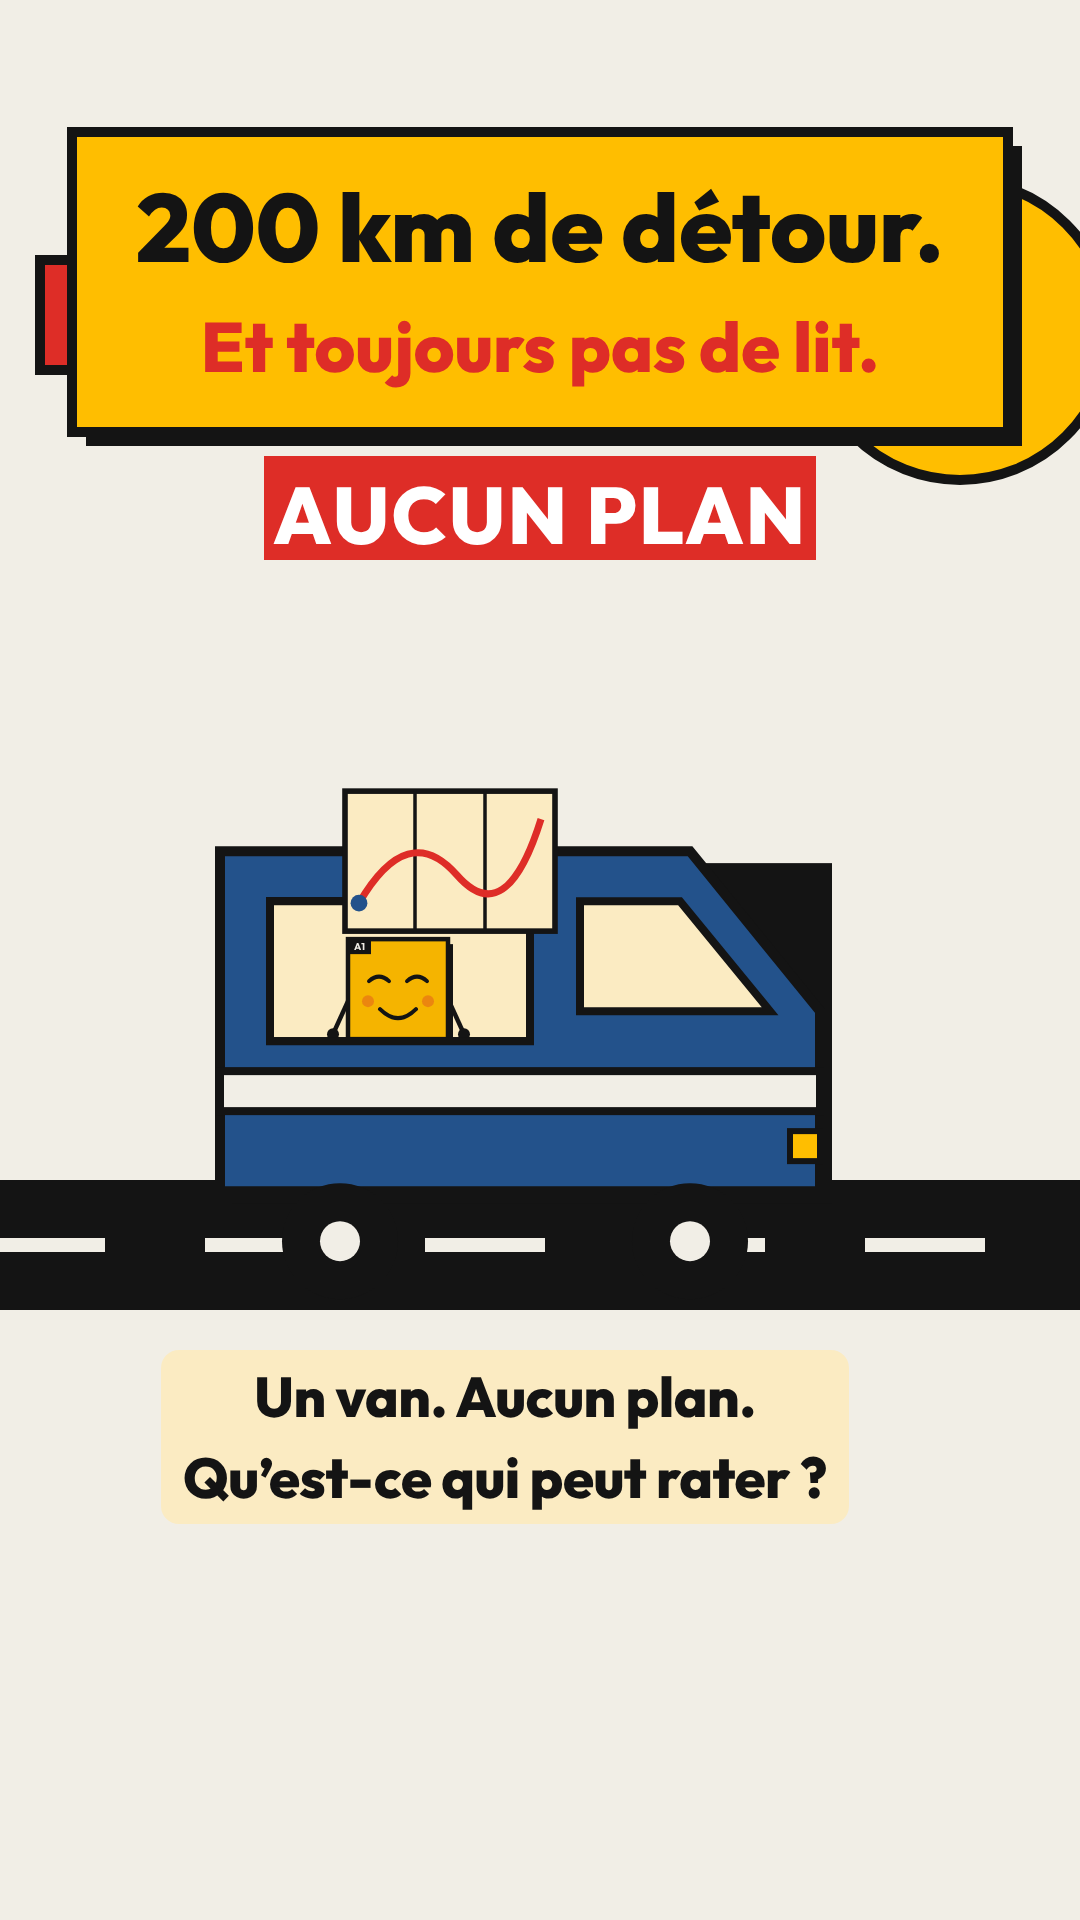 200 km de détour.
Et toujours pas de lit.
AUCUN PLAN
A1
Un van. Aucun plan.
Qu’est-ce qui peut rater ?